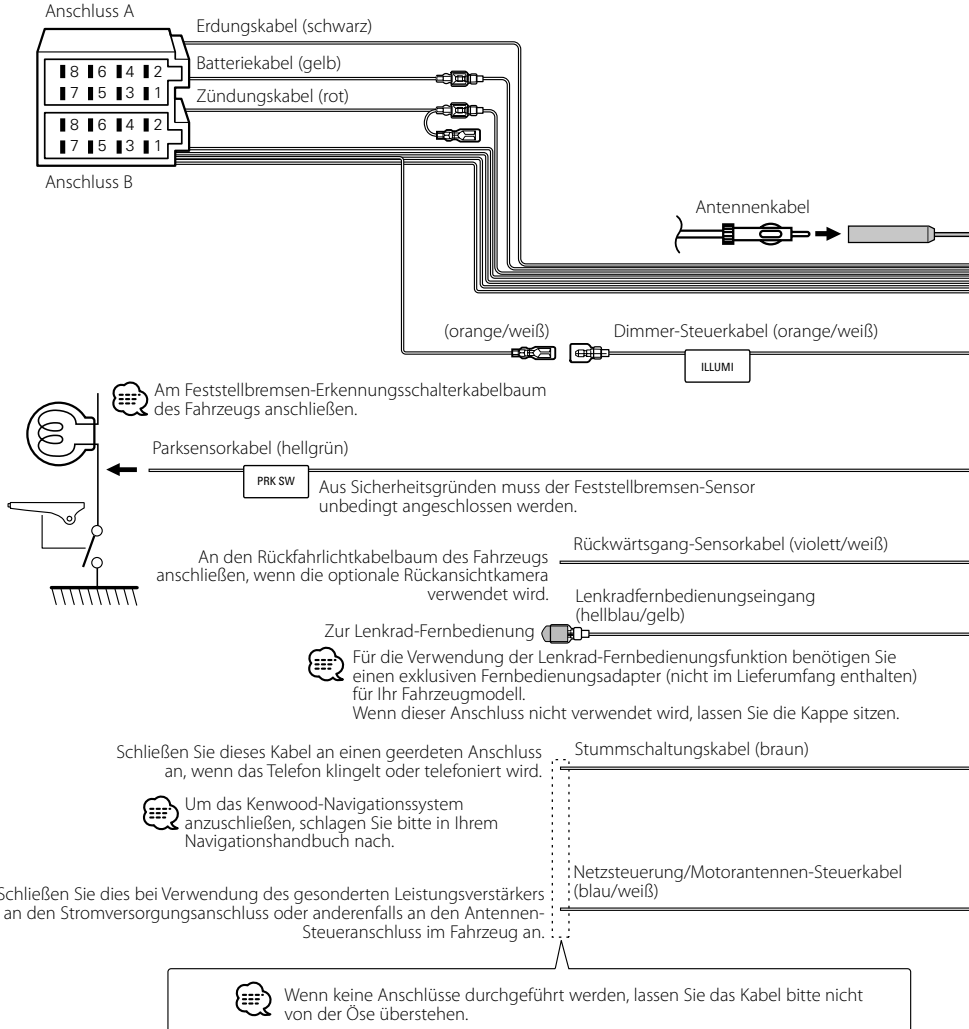 Anschluss A
Erdungskabel (schwarz)
Batteriekabel (gelb)
8 6 4 2
7 5 3 1
Zündungskabel (rot)
8 6 4 2
7 5 3 1
Anschluss B
Antennenkabel
(orange/weiß)
Dimmer-Steuerkabel (orange/weiß)
ILLUMI
Am Feststellbremsen-Erkennungsschalterkabelbaum
des Fahrzeugs anschließen.
Parksensorkabel (hellgrün)
PRK SW
Aus Sicherheitsgründen muss der Feststellbremsen-Sensor
unbedingt angeschlossen werden.
An den Rückfahrlichtkabelbaum des Fahrzeugs
anschließen, wenn die optionale Rückansichtkamera
verwendet wird.
Rückwärtsgang-Sensorkabel (violett/weiß)
Lenkradfernbedienungseingang
(hellblau/gelb)
Zur Lenkrad-Fernbedienung
Für die Verwendung der Lenkrad-Fernbedienungsfunktion benötigen Sie
einen exklusiven Fernbedienungsadapter (nicht im Lieferumfang enthalten)
für Ihr Fahrzeugmodell.
Wenn dieser Anschluss nicht verwendet wird, lassen Sie die Kappe sitzen.
Schließen Sie dieses Kabel an einen geerdeten Anschluss
an, wenn das Telefon klingelt oder telefoniert wird.
Stummschaltungskabel (braun)
Um das Kenwood-Navigationssystem
anzuschließen, schlagen Sie bitte in Ihrem
Navigationshandbuch nach.
Schließen Sie dies bei Verwendung des gesonderten Leistungsverstärkers
an den Stromversorgungsanschluss oder anderenfalls an den Antennen-
Steueranschluss im Fahrzeug an.
Netzsteuerung/Motorantennen-Steuerkabel
(blau/weiß)
Wenn keine Anschlüsse durchgeführt werden, lassen Sie das Kabel bitte nicht
von der Öse überstehen.